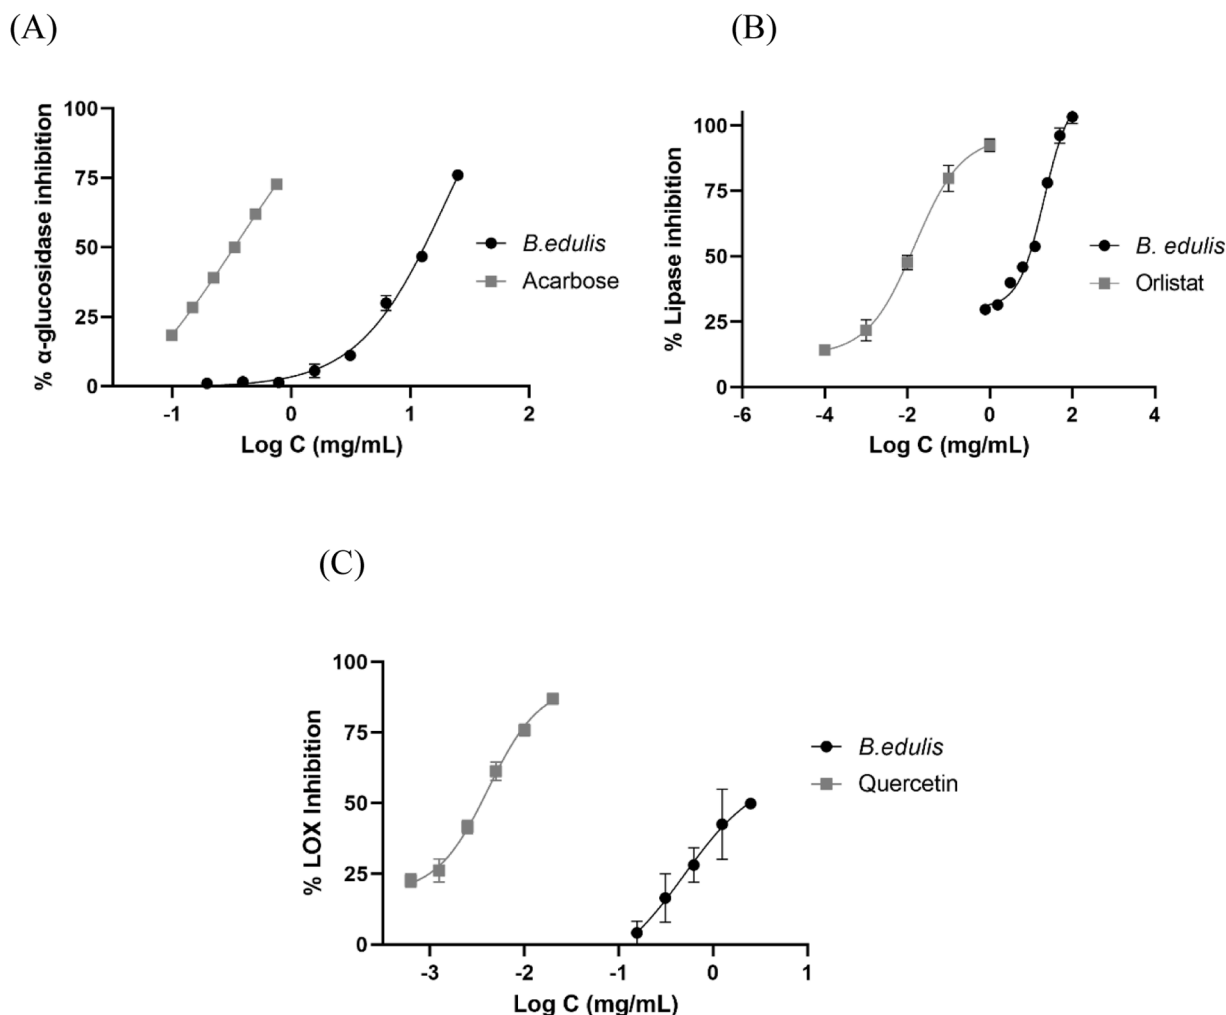 (A)
% α-glucosidase inhibition
100
75
50
25
0
-1
0
1
2
Log C (mg/mL)
B.edulis
Acarbose
(B)
% Lipase inhibition
100
75
50
25
0
-6
-4
-2
0
2
4
Log C (mg/mL)
B. edulis
Orlistat
(C)
% LOX Inhibition
100
75
50
25
0
-3
-2
-1
0
1
Log C (mg/mL)
B.edulis
Quercetin